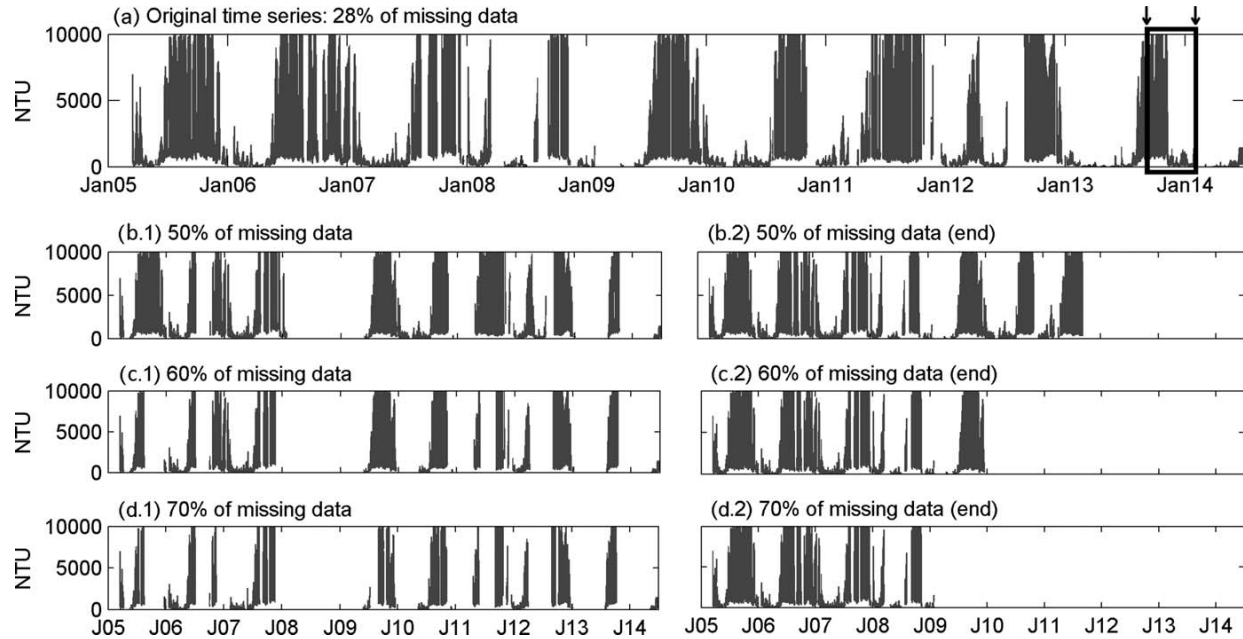 (a) Original time series: 28% of missing data
NTU
10000
5000
0
Jan05 Jan06 Jan07 Jan08 Jan09 Jan10 Jan11 Jan12 Jan13 Jan14
(b.1) 50% of missing data
NTU
10000
5000
0
(b.2) 50% of missing data (end)
(c.1) 60% of missing data
NTU
10000
5000
0
(c.2) 60% of missing data (end)
(d.1) 70% of missing data
NTU
10000
5000
0
J05 J06 J07 J08 J09 J10 J11 J12 J13 J14
(d.2) 70% of missing data (end)
J05 J06 J07 J08 J09 J10 J11 J12 J13 J14